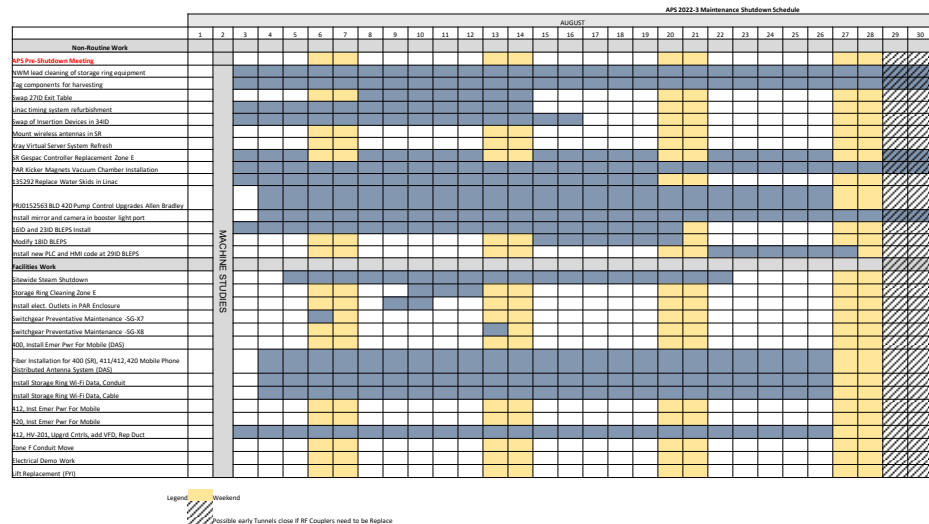 APS 2022-3 Maintenance Shutdown Schedule
AUGUST
1 2 3 4 5 6 7 8 9 10 11 12 13 14 15 16 17 18 19 20 21 22 23 24 25 26 27 28 29 30
Non-Routine Work
APS Pre-Shutdown Meeting
NWM lead cleaning of storage ring equipment
Tag components for harvesting
Swap 27ID Exit Table
Linac timing system refurbishment
Swap of Insertion Devices in 34ID
Mount wireless antennas in SR
Xray Virtual Server System Refresh
SR Gespac Controller Replacement Zone E
PAR Kicker Magnets Vacuum Chamber Installation
135292 Replace Water Skids in Linac
PRJ0152563 BLD 420 Pump Control Upgrades Allen Bradley
Install mirror and camera in booster light port
16ID and 23ID BLEPS Install
Modify 18ID BLEPS
Install new PLC and HMI code at 29ID BLEPS
MACHINE STUDIES
Facilities Work
Sitewide Steam Shutdown
Storage Ring Cleaning Zone E
Install elect. Outlets in PAR Enclosure
Switchgear Preventative Maintenance -SG-X7
Switchgear Preventative Maintenance -SG-X8
400, Install Emer Pwr For Mobile (DAS)
Fiber Installation for 400 (SR), 411/412, 420 Mobile Phone
Distributed Antenna System (DAS)
Install Storage Ring Wi-Fi Data, Conduit
Install Storage Ring Wi-Fi Data, Cable
412, Inst Emer Pwr For Mobile
420, Inst Emer Pwr For Mobile
412, HV-201, Upgrd Cntrls, add VFD, Rep Duct
Zone F Conduit Move
Electrical Demo Work
Lift Replacement (FYI)
Legend Weekend
Possible early Tunnels close If RF Couplers need to be Replace